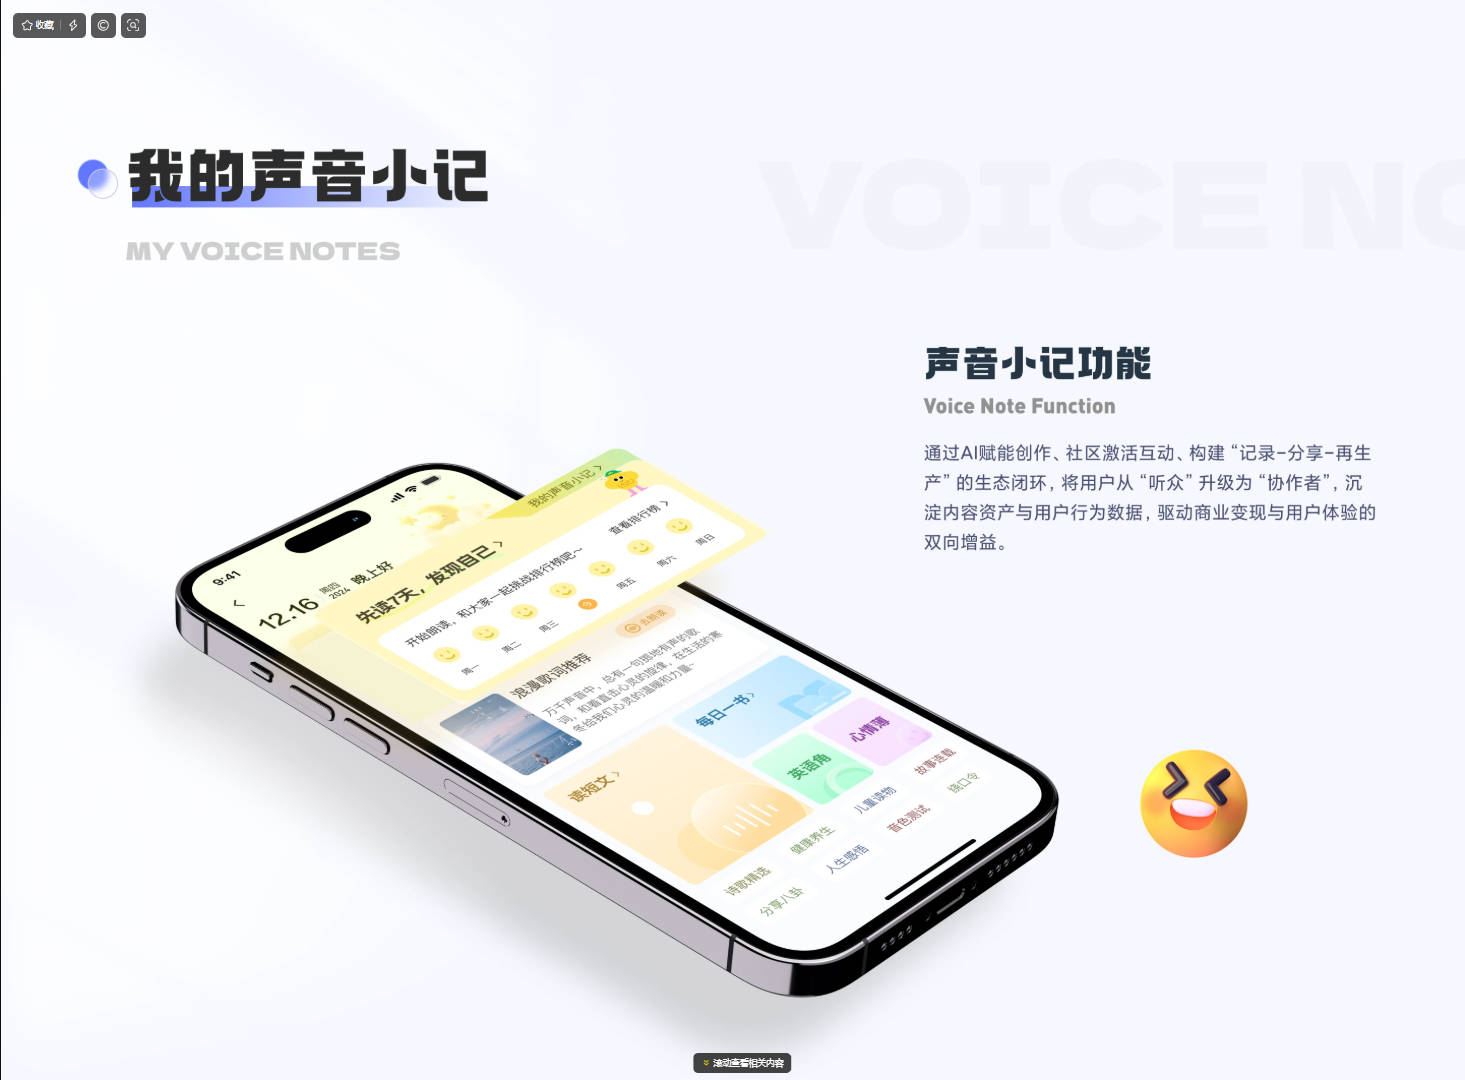 收藏
我的声音小记
MY VOICE NOTES
VOICE NO
声音小记功能
Voice Note Function
通过AI赋能创作、社区激活互动、构建“记录-分享-再生
产”的生态闭环，将用户从“听众”升级为“协作者”，沉
淀内容资产与用户行为数据，驱动商业变现与用户体验的
双向增益。
9:41
12.16
周四
2024
晚上好
我的声音小记
先读7天，发现自己
查看排行榜
开始朗读，和大家一起挑战排行榜吧~
周一
周二
周三
周五
周六
周日
浪漫歌词推荐
去朗读
万千声音中，总有一句掷地有声的歌
词，和着直击心灵的旋律，在生活的寒
冬给我们心灵的温暖和力量~
读短文
每日一书
英语角
心情薄
诗歌精选
健康养生
儿童读物
故事连载
分享八卦
人生感悟
音色测试
绕口令
滚动查看相关内容